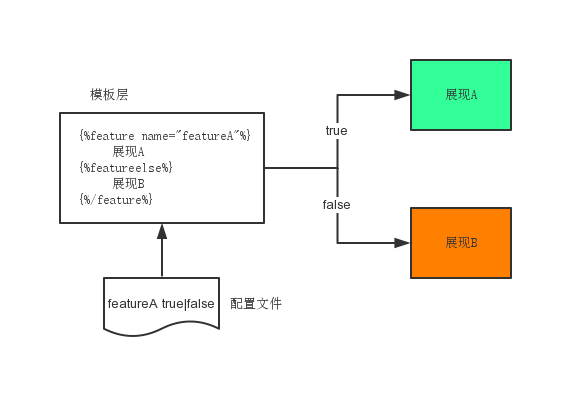 模板层
{%feature name="featureA"%}
展现A
{%featureelse%}
展现B
{%/feature%}
true
false
展现A
展现B
featureA true|false
配置文件